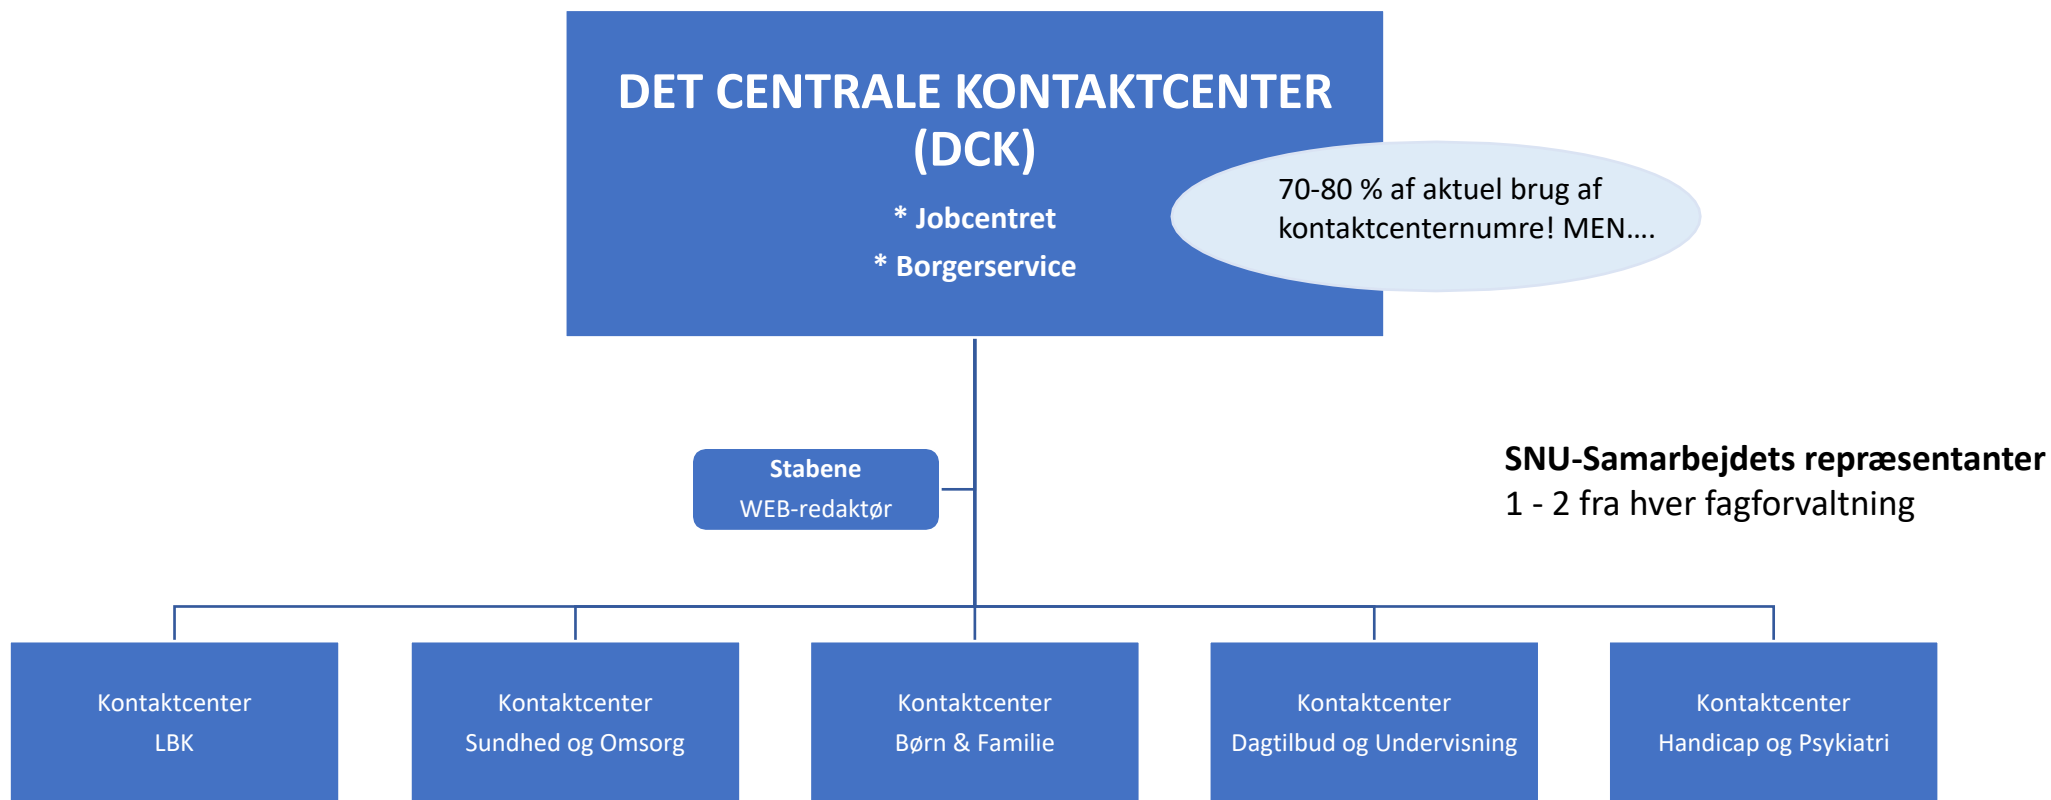 DET CENTRALE KONTAKTCENTER
(DCK)
* Jobcentret
* Borgerservice
70-80 % af aktuel brug af
kontaktcenternumre! MEN....
Stabene
WEB-redaktør
SNU-Samarbejdets repræsentanter
1 - 2 fra hver fagforvaltning
Kontaktcenter
LBK
Kontaktcenter
Sundhed og Omsorg
Kontaktcenter
Børn & Familie
Kontaktcenter
Dagtilbud og Undervisning
Kontaktcenter
Handicap og Psykiatri